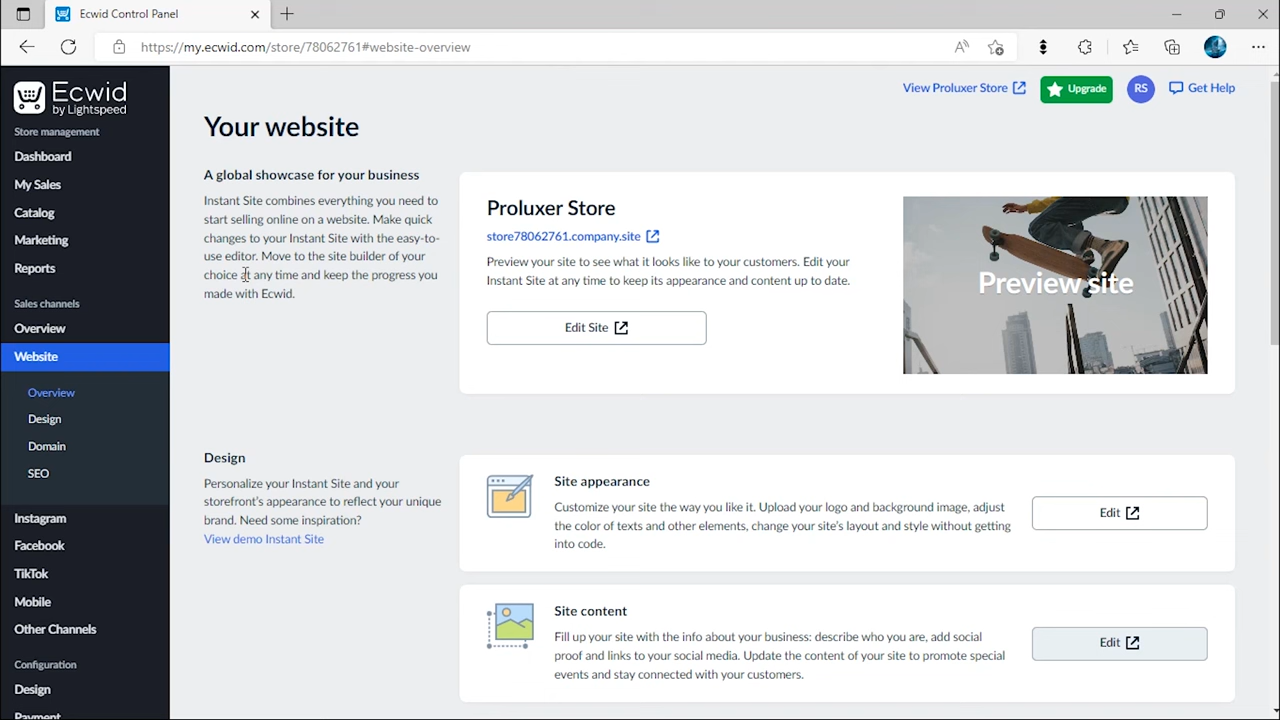 Ecwid Control Panel
https://my.ecwid.com/store/78062761#website-overview
Ecwid
by Lightspeed
Store management
Dashboard
My Sales
Catalog
Marketing
Reports
Sales channels
Overview
Website
Overview
Design
Domain
SEO
Instagram
Facebook
TikTok
Mobile
Other Channels
Configuration
Design
Payment
View Proluxer Store
Upgrade
RS
Get Help
Your website
A global showcase for your business
Instant Site combines everything you need to
start selling online on a website. Make quick
changes to your Instant Site with the easy-to-
use editor. Move to the site builder of your
choice at any time and keep the progress you
made with Ecwid.
Proluxer Store
store78062761.company.site
Preview your site to see what it looks like to your customers. Edit your
Instant Site at any time to keep its appearance and content up to date.
Edit Site
Preview site
Design
Personalize your Instant Site and your
storefront's appearance to reflect your unique
brand. Need some inspiration?
View demo Instant Site
Site appearance
Customize your site the way you like it. Upload your logo and background image, adjust
the color of texts and other elements, change your site's layout and style without getting
into code.
Edit
Site content
Fill up your site with the info about your business: describe who you are, add social
proof and links to your social media. Update the content of your site to promote special
events and stay connected with your customers.
Edit